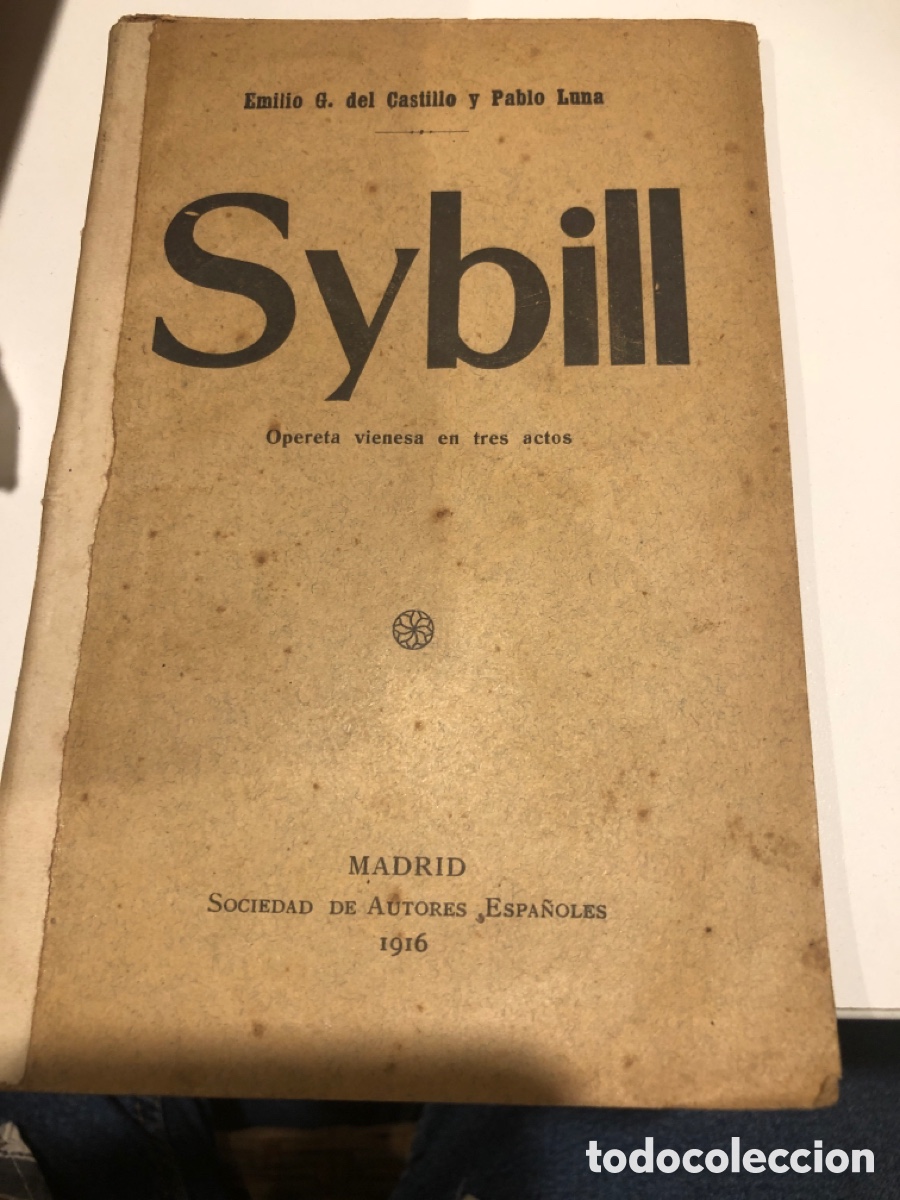 Emilio G. del Castillo y Pablo Luna
Sybill
Opereta vienesa en tres actos
MADRID
SOCIEDAD DE AUTORES ESPAÑOLES
1916
todocoleccion